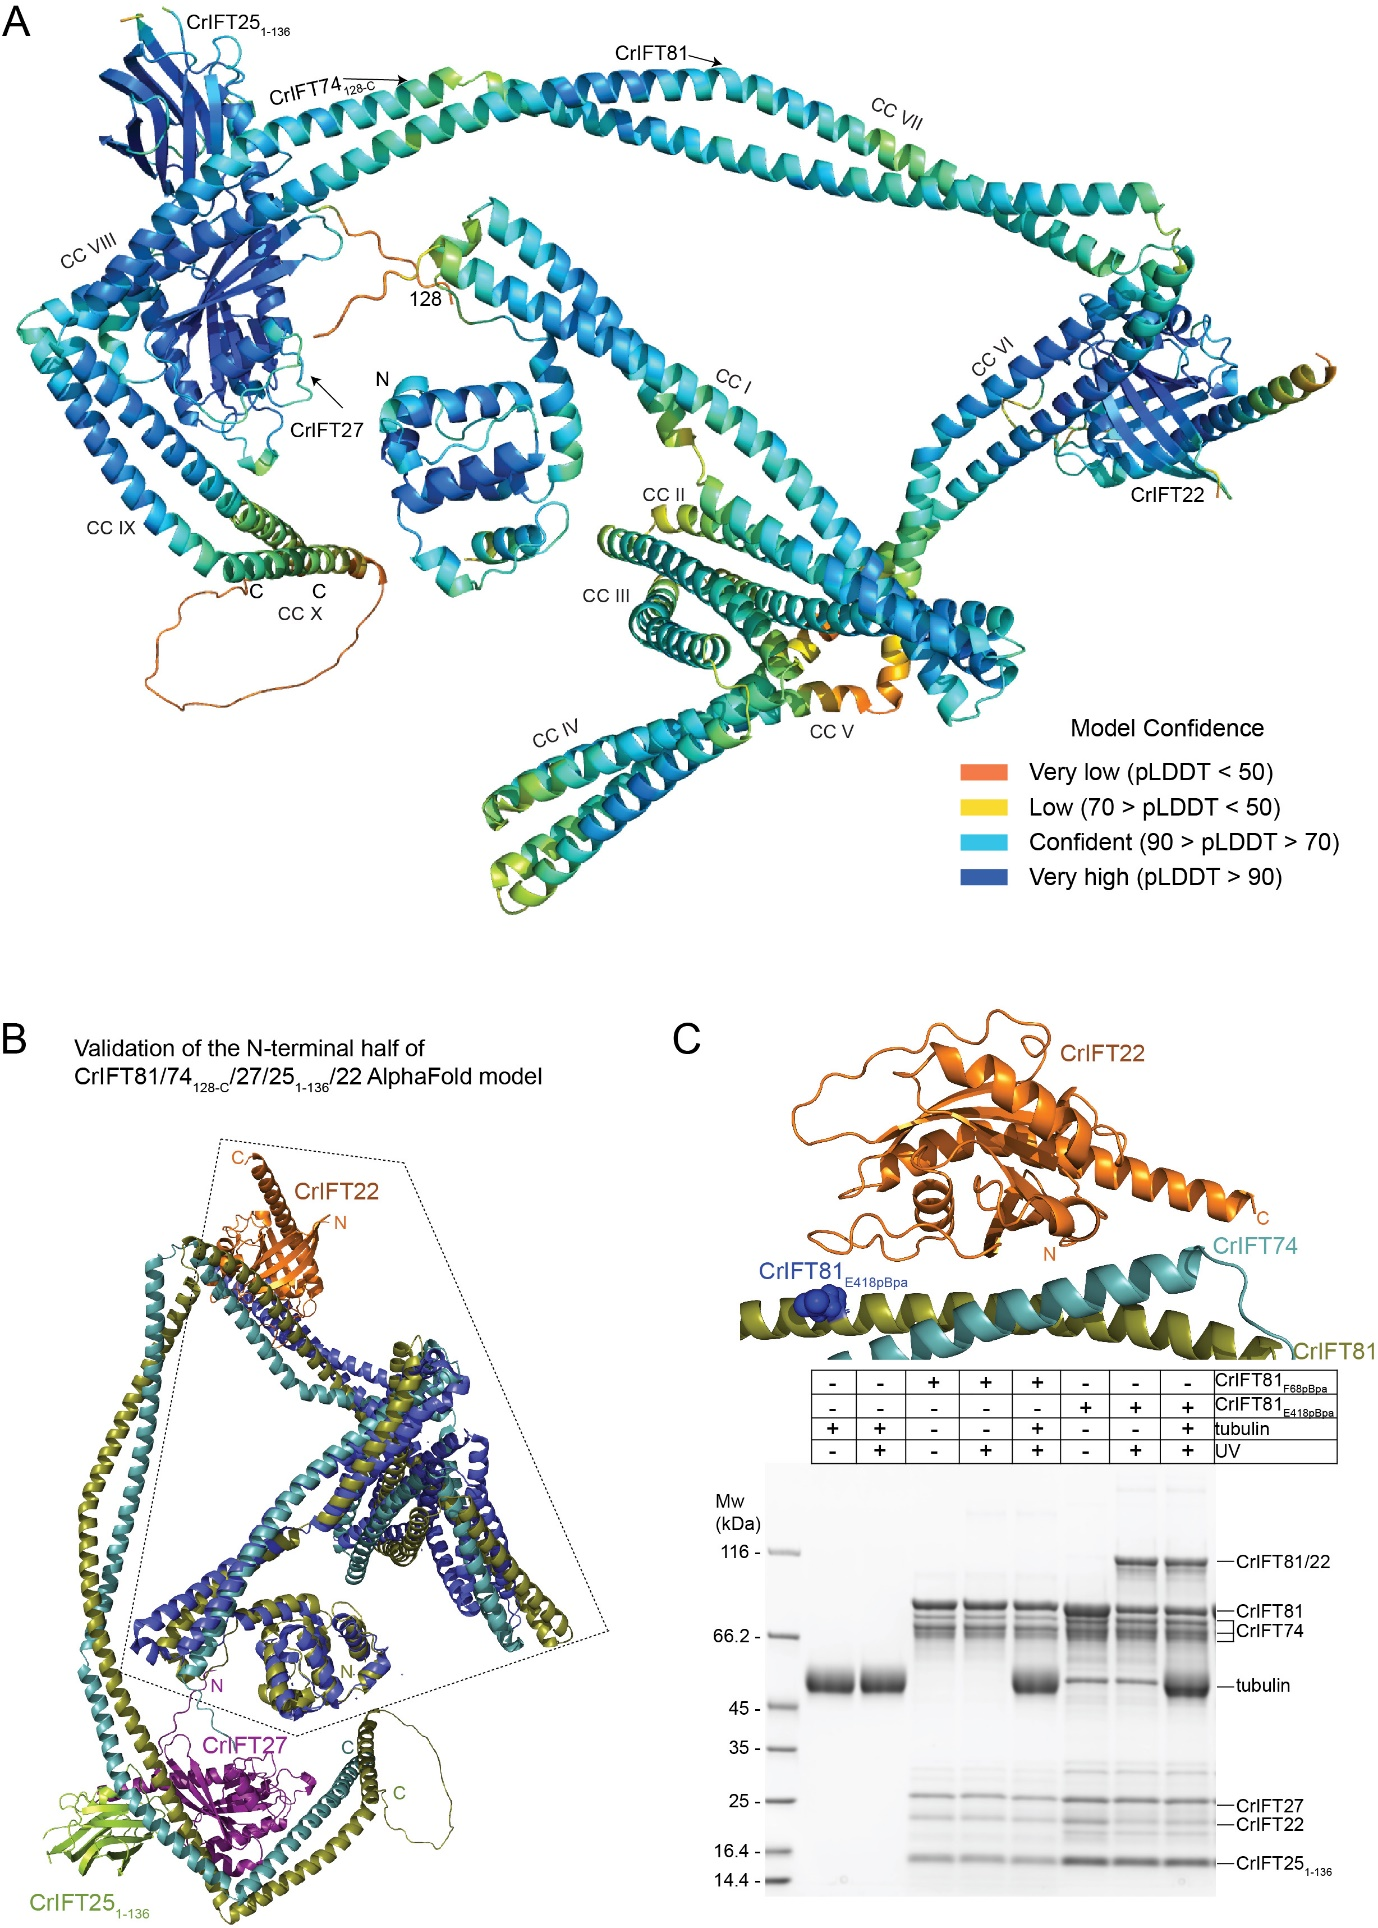 A
CrIFT25 1-136
CrIFT74 128-C
CrIFT81
CC VII
CC VIII
128
CC VI
CC I
N
CrIFT27
CrIFT22
CC II
CC IX
CC III
C
C
CC X
CC IV
CC V
Model Confidence
Very low (pLDDT < 50)
Low (70 > pLDDT < 50)
Confident (90 > pLDDT > 70)
Very high (pLDDT > 90)
B
Validation of the N-terminal half of
CrIFT81/74 128-C/27/25 1-136/22 AlphaFold model
C
CrIFT22
N
N
N
CrIFT27
C
C
CrIFT25 1-136
C
CrIFT22
C
N
CrIFT74
CrIFT81 E418pBpa
CrIFT81
- - + + + - - - CrIFT81 F68pBpa
- - - - - + + + CrIFT81 E418pBpa
+ + - - + - - + tubulin
- + - + + - + + UV
Mw
(kDa)
116 -
66.2 -
45 -
35 -
25 -
16.4 -
14.4 -
CrIFT81/22
CrIFT81
CrIFT74
tubulin
CrIFT27
CrIFT22
CrIFT25 1-136